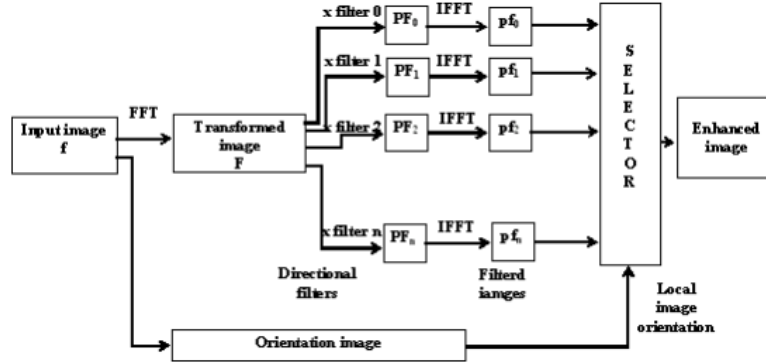 x filter 0
PF0
IFFT
pf0
x filter 1
PF1
IFFT
pf1
x filter 2
PF2
IFFT
pf2
x filter n
PFn
IFFT
pfn
S
E
L
E
C
T
O
R
Input image
f
FFT
Transformed
image
F
Enhanced
image
Directional
filters
Filterd
iamges
Local
image
orientation
Orientation image